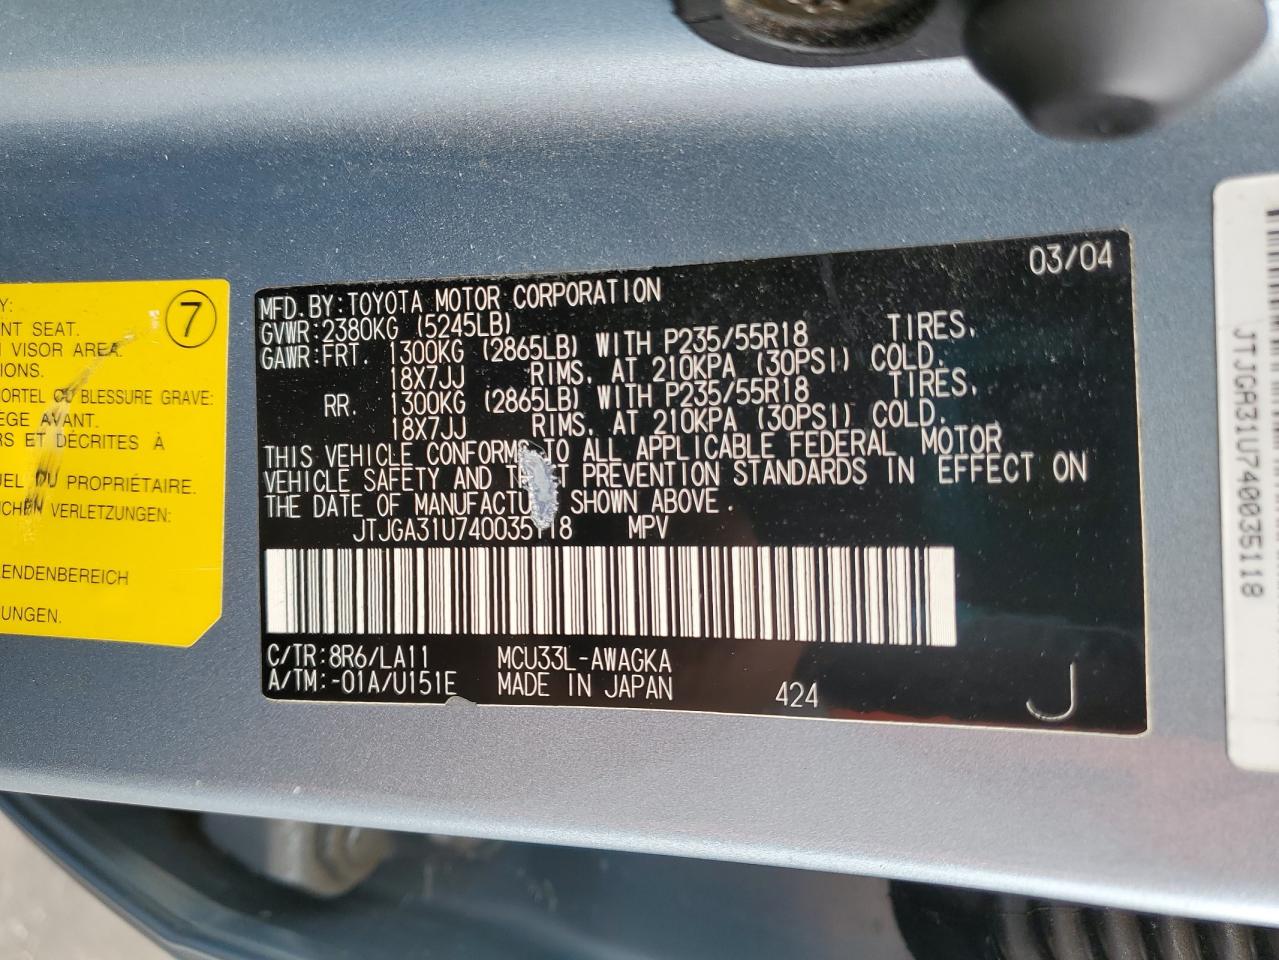 Y:
NT SEAT.
VISOR AREA.
IONS.
ORTEL OU BLESSURE GRAVE:
ÈGE AVANT.
RS ET DÉCRITES À
UEL DU PROPRIÉTAIRE.
VERLETZUNGEN:
LENDENBEREICH
UNGEN.
7
03/04
MFD. BY: TOYOTA MOTOR CORPORATION
GVWR: 2380KG (5245LB)
GAWR: FRT. 1300KG (2865LB) WITH P235/55R18 TIRES,
18X7JJ RIMS, AT 210KPA (30PSI) COLD.
RR. 1300KG (2865LB) WITH P235/55R18 TIRES,
18X7JJ RIMS, AT 210KPA (30PSI) COLD.
THIS VEHICLE CONFORMS TO ALL APPLICABLE FEDERAL MOTOR
VEHICLE SAFETY AND THEFT PREVENTION STANDARDS IN EFFECT ON
THE DATE OF MANUFACTURE SHOWN ABOVE.
JTJGA31U740035118 MPV
C/TR: 8R6/LA11 MCU33L-AWAGKA
A/TM: -01A/U151E MADE IN JAPAN 424 J
JTJGA31U740035118